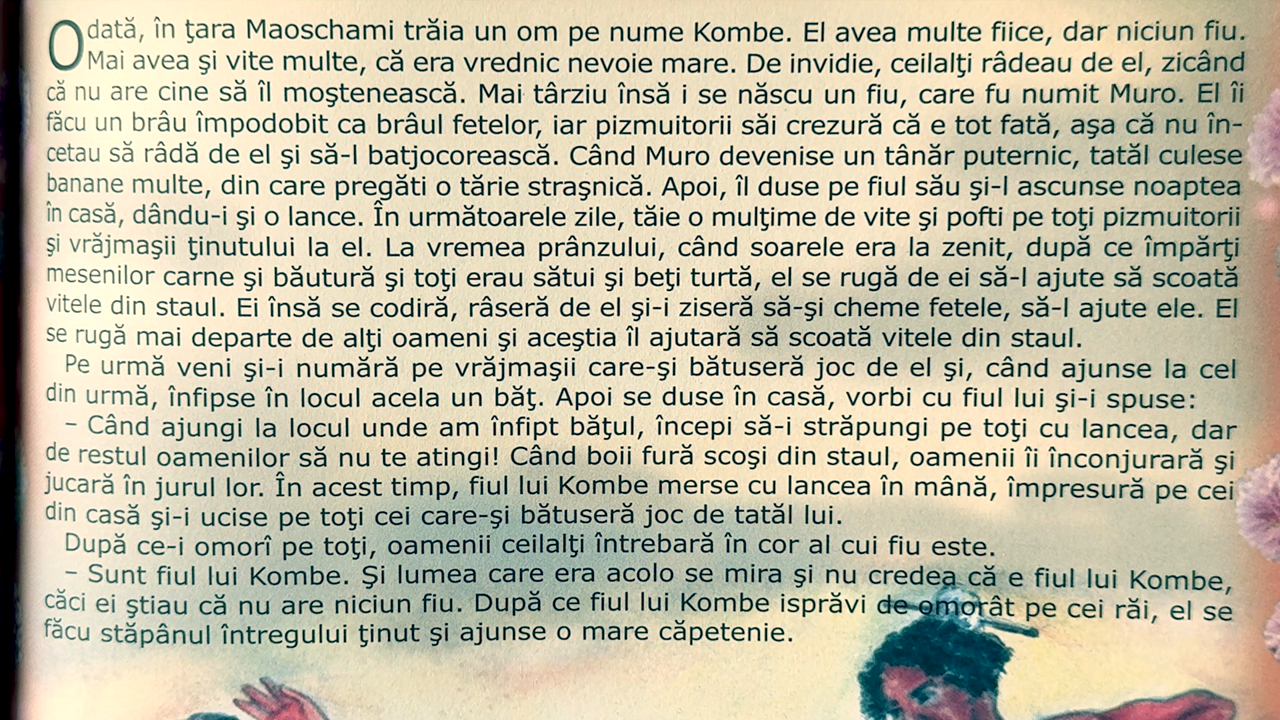 Odată, în ţara Maoschami trăia un om pe nume Kombe. El avea multe fiice, dar niciun fiu.
Mai avea şi vite multe, că era vrednic nevoie mare. De invidie, ceilalţi râdeau de el, zicând
că nu are cine să îl moştenească. Mai târziu însă i se născu un fiu, care fu numit Muro. El îi
făcu un brâu împodobit ca brâul fetelor, iar pizmuitorii săi crezură că e tot fată, aşa că nu în-
cetau să râdă de el şi să-l batjocorească. Când Muro devenise un tânăr puternic, tatăl culese
banane multe, din care pregăti o tărie straşnică. Apoi, îl duse pe fiul său şi-l ascunse noaptea
în casă, dându-i şi o lance. În următoarele zile, tăie o mulţime de vite şi pofti pe toţi pizmuitorii
şi vrăjmaşii ţinutului la el. La vremea prânzului, când soarele era la zenit, după ce împărţi
mesenilor carne şi băutură şi toţi erau sătui şi beţi turtă, el se rugă de ei să-l ajute să scoată
vitele din staul. Ei însă se codiră, râseră de el şi-i ziseră să-şi cheme fetele, să-l ajute ele. El
se rugă mai departe de alţi oameni şi aceştia îl ajutară să scoată vitele din staul.
Pe urmă veni şi-i numără pe vrăjmaşii care-şi bătuseră joc de el şi, când ajunse la cel
din urmă, înfipse în locul acela un băţ. Apoi se duse în casă, vorbi cu fiul lui şi-i spuse:
– Când ajungi la locul unde am înfipt băţul, începi să-i străpungi pe toţi cu lancea, dar
de restul oamenilor să nu te atingi! Când boii fură scoşi din staul, oamenii îi înconjurară şi
jucară în jurul lor. În acest timp, fiul lui Kombe merse cu lancea în mână, împresură pe cei
din casă şi-i ucise pe toţi cei care-şi bătuseră joc de tatăl lui.
După ce-i omorî pe toţi, oamenii ceilalţi întrebară în cor al cui fiu este.
– Sunt fiul lui Kombe. Şi lumea care era acolo se mira şi nu credea că e fiul lui Kombe,
căci ei ştiau că nu are niciun fiu. După ce fiul lui Kombe isprăvi de omorât pe cei răi, el se
făcu stăpânul întregului ţinut şi ajunse o mare căpetenie.